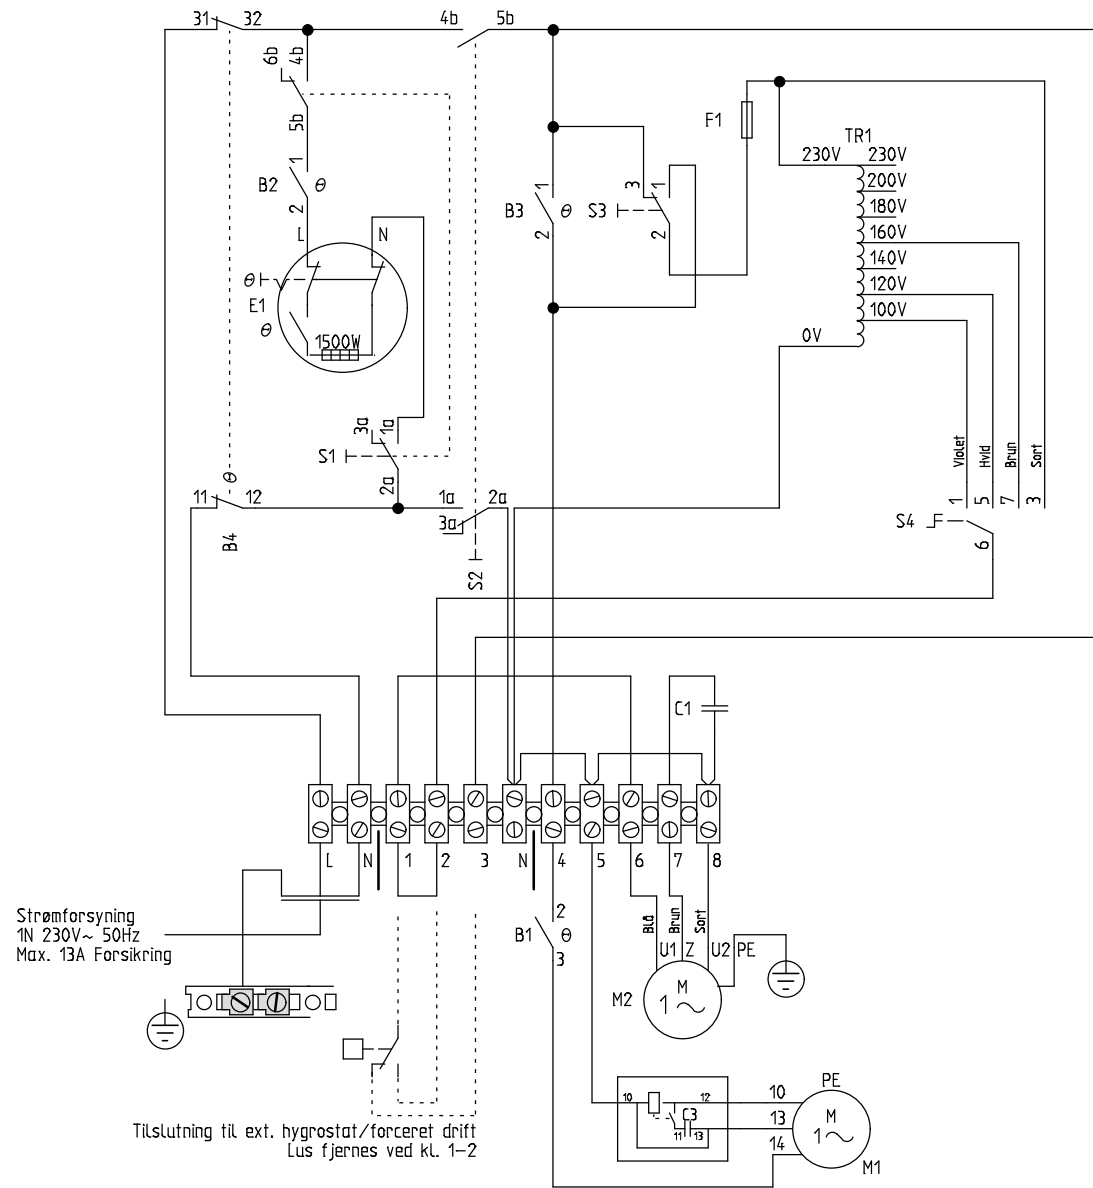 31 32 4b 5b
6b 4b
5b
F1
TR1
230V 230V
200V
180V
160V
140V
120V
100V
0V
B2 1 2 θ
B3 1 2 θ
S3 3 1 2
L N
θ
E1
θ
1500W
3a 1a
S1
2a
θ
11 12 1a 2a
3a
B4
S2
Violet Hvid Brun Sort
1 5 7 3
S4
6
C1
L N 1 2 3 N 4 5 6 7 8
Strømforsyning
1N 230V~ 50Hz
Max. 13A Forsikring
B1 2 θ
3
Blå Brun Sort
U1 Z U2 PE
M2 M
1~
10 12 10 PE
C3 13 M
11 13 1~
14 M1
Tilslutning til ext. hygrostat/forceret drift
Lus fjernes ved kl. 1-2